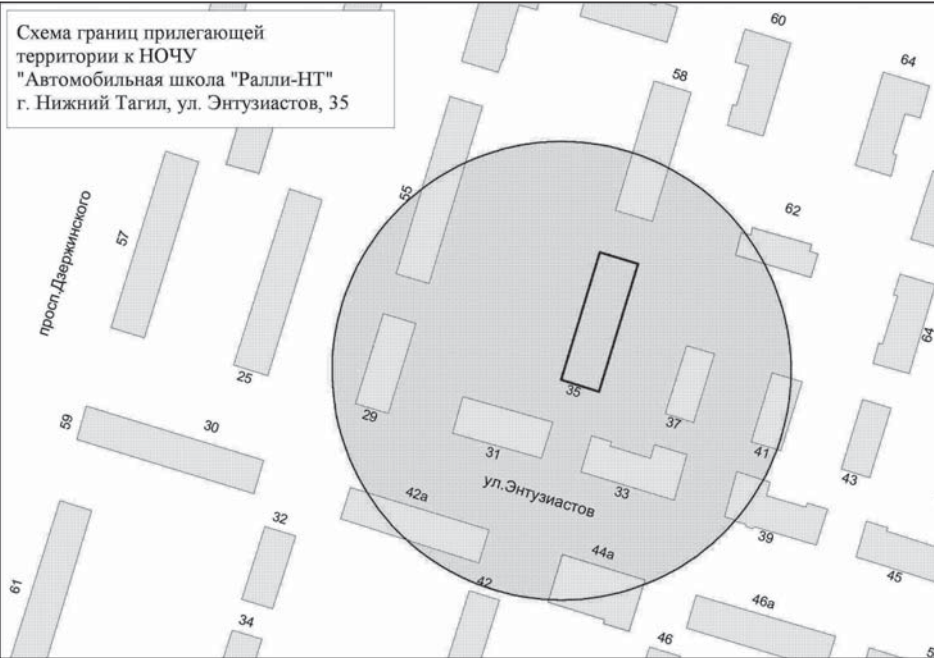 Схема границ прилегающей
территории к НОЧУ
"Автомобильная школа "Ралли-НТ"
г. Нижний Тагил, ул. Энтузиастов, 35
60
64
58
55
62
57
просп.Дзержинского
64
25
35
29
37
59
30
31
41
43
33
ул.Энтузиастов
42а
32
39
44а
45
42
61
46а
34
46
5